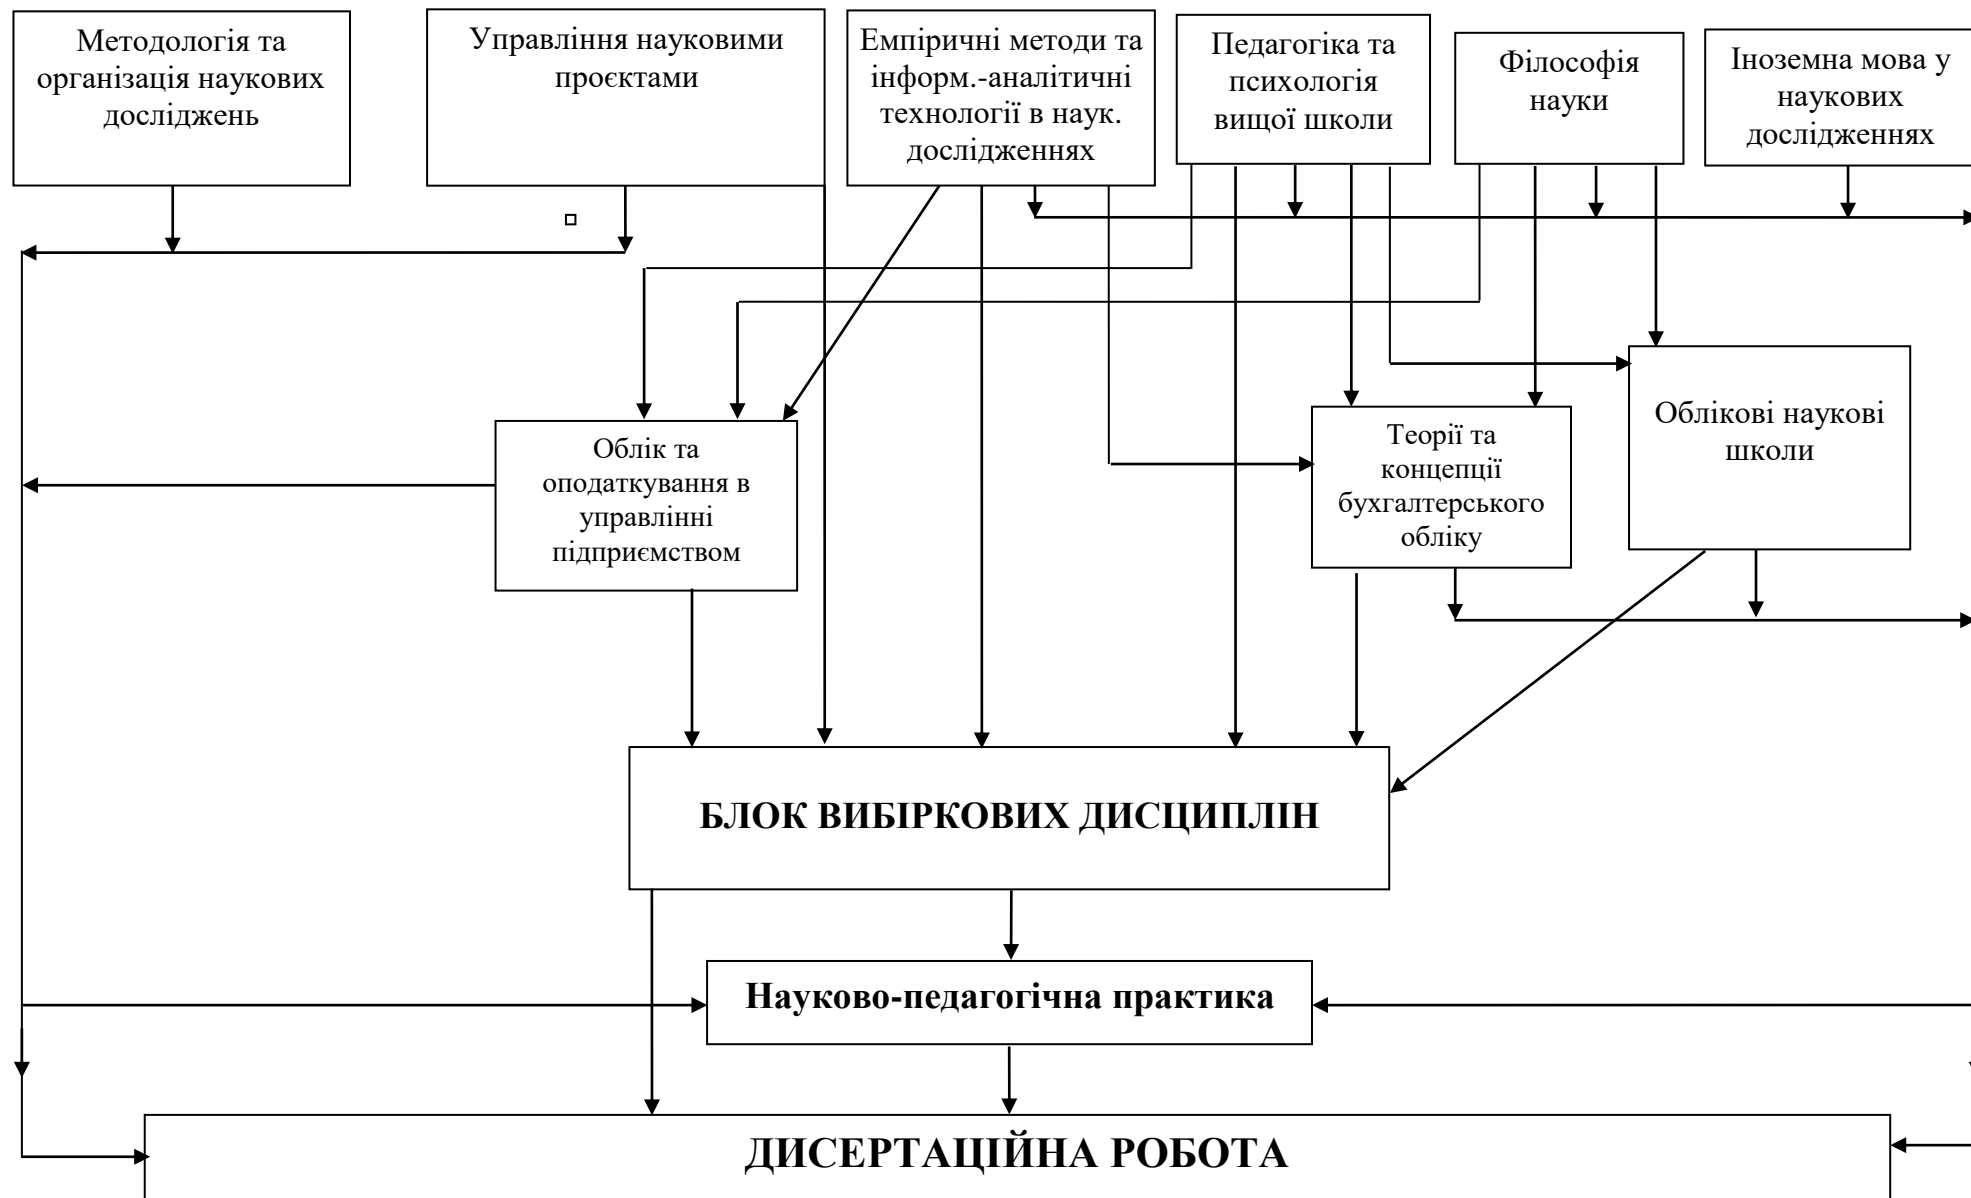 Методологія та
організація наукових
досліджень
Управління науковими
проєктами
Емпіричні методи та
інформ.-аналітичні
технології в наук.
дослідженнях
Педагогіка та
психологія
вищої школи
Філософія
науки
Іноземна мова у
наукових
дослідженнях
Облік та
оподаткування в
управлінні
підприємством
Теорії та
концепції
бухгалтерського
обліку
Облікові наукові
школи
БЛОК ВИБІРКОВИХ ДИСЦИПЛІН
Науково-педагогічна практика
ДИСЕРТАЦІЙНА РОБОТА